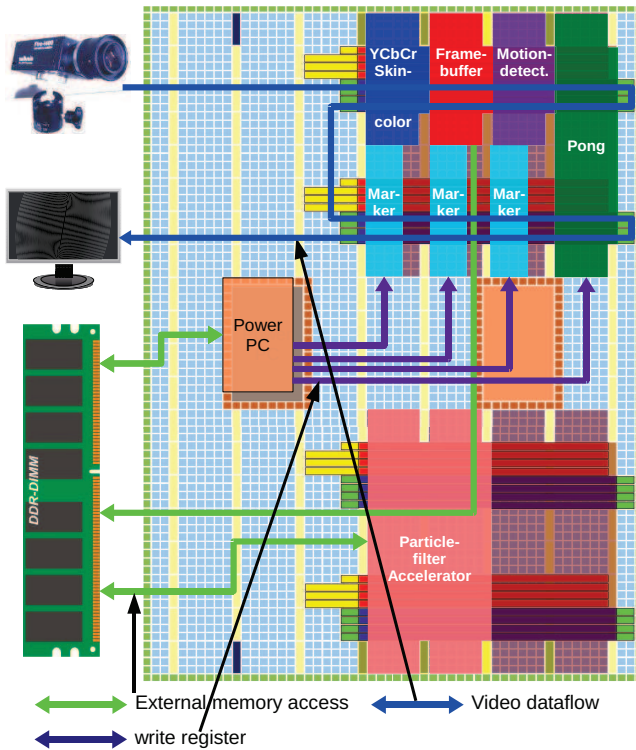 YCbCr
Skin-
color
Frame-
buffer
Motion-
detect.
Pong
Mar-
ker
Mar-
ker
Mar-
ker
Power
PC
DDR-DIMM
Particle-
filter
Accelerator
External memory access
Video dataflow
write register